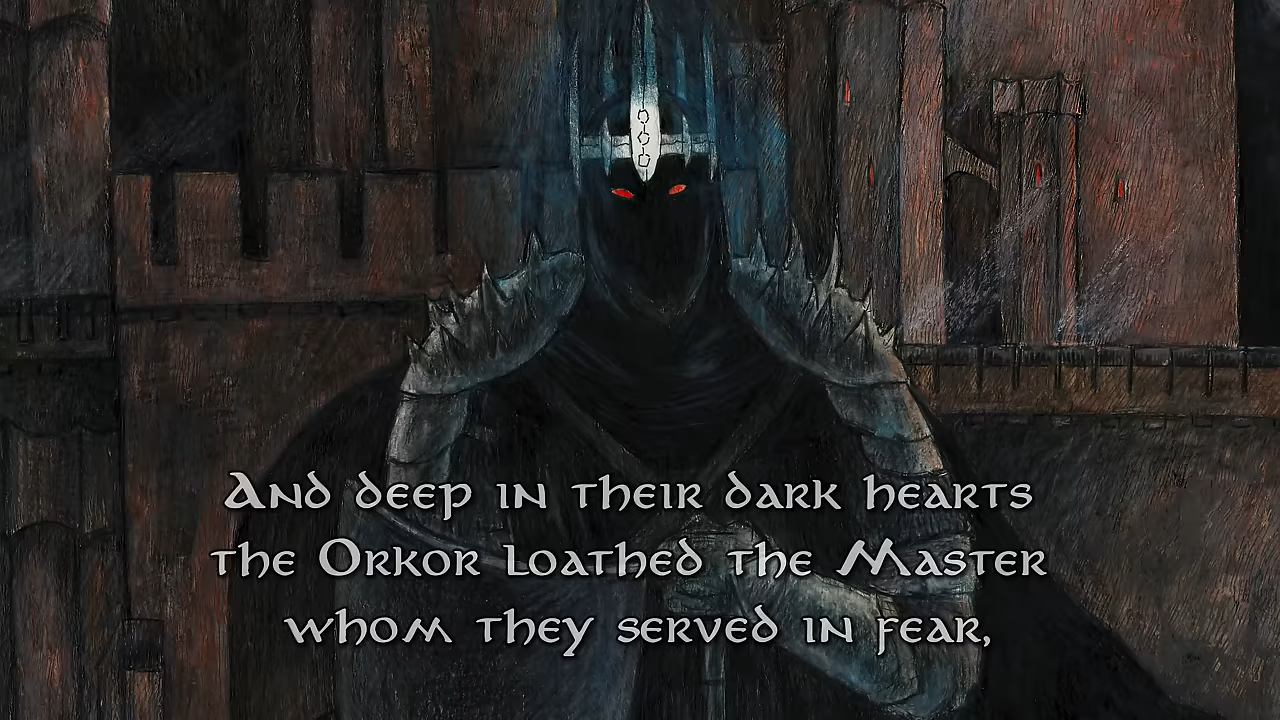 And deep in their dark hearts
the Orkor loathed the Master
whom they served in fear,